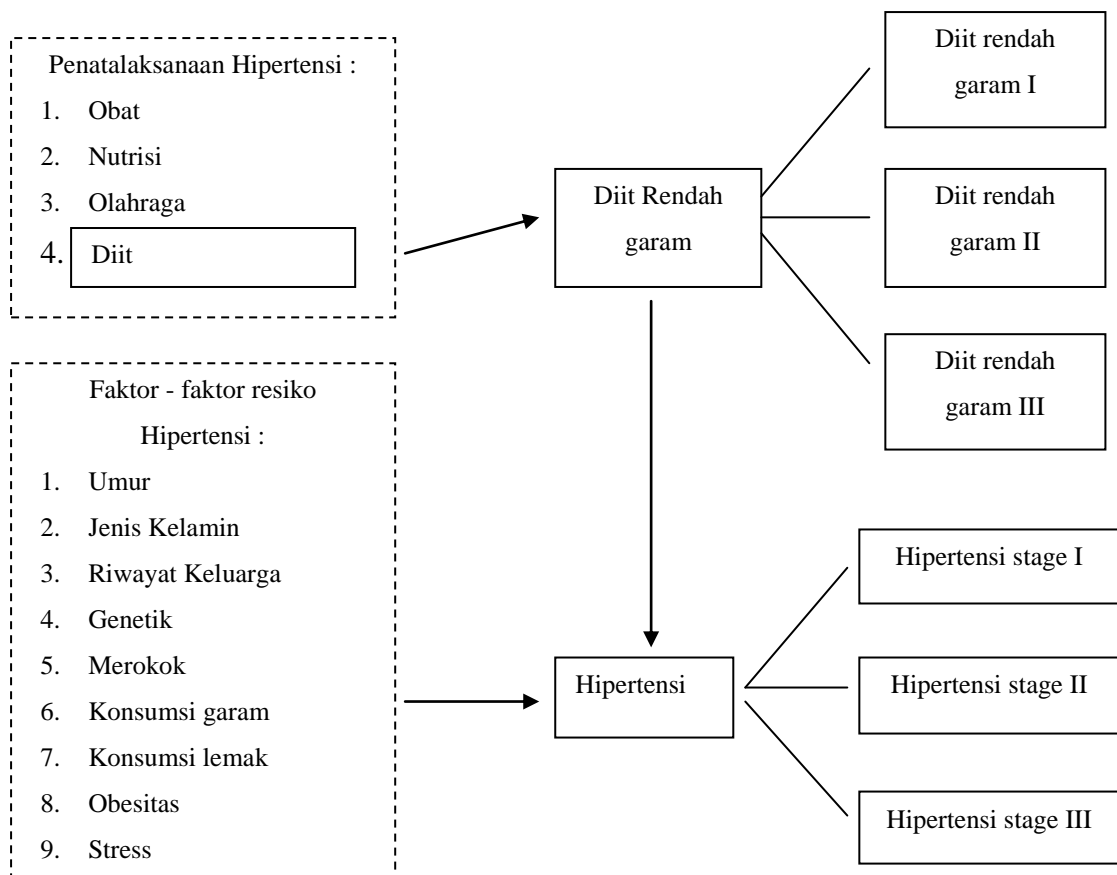 Penatalaksanaan Hipertensi :
1. Obat
2. Nutrisi
3. Olahraga
4. Diit
Diit Rendah
garam
Diit rendah
garam I
Diit rendah
garam II
Diit rendah
garam III
Faktor - faktor resiko
Hipertensi :
1. Umur
2. Jenis Kelamin
3. Riwayat Keluarga
4. Genetik
5. Merokok
6. Konsumsi garam
7. Konsumsi lemak
8. Obesitas
9. Stress
Hipertensi
Hipertensi stage I
Hipertensi stage II
Hipertensi stage III